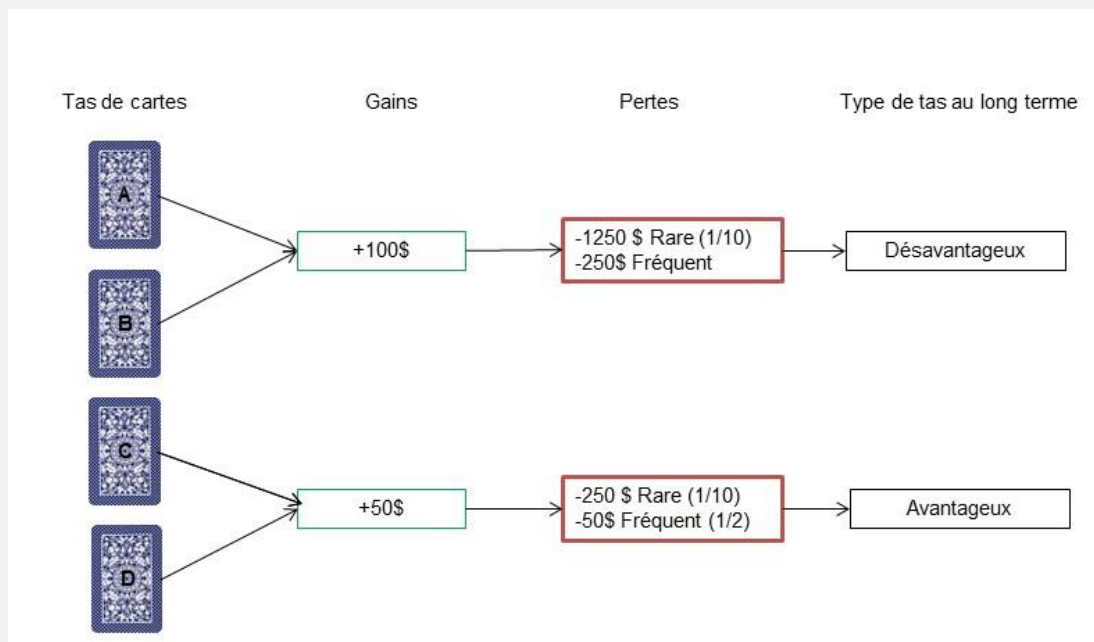 Tas de cartes
Gains
Pertes
Type de tas au long terme
A
B
+100$
-1250 $ Rare (1/10)
-250$ Fréquent
Désavantageux
C
D
+50$
-250 $ Rare (1/10)
-50$ Fréquent (1/2)
Avantageux